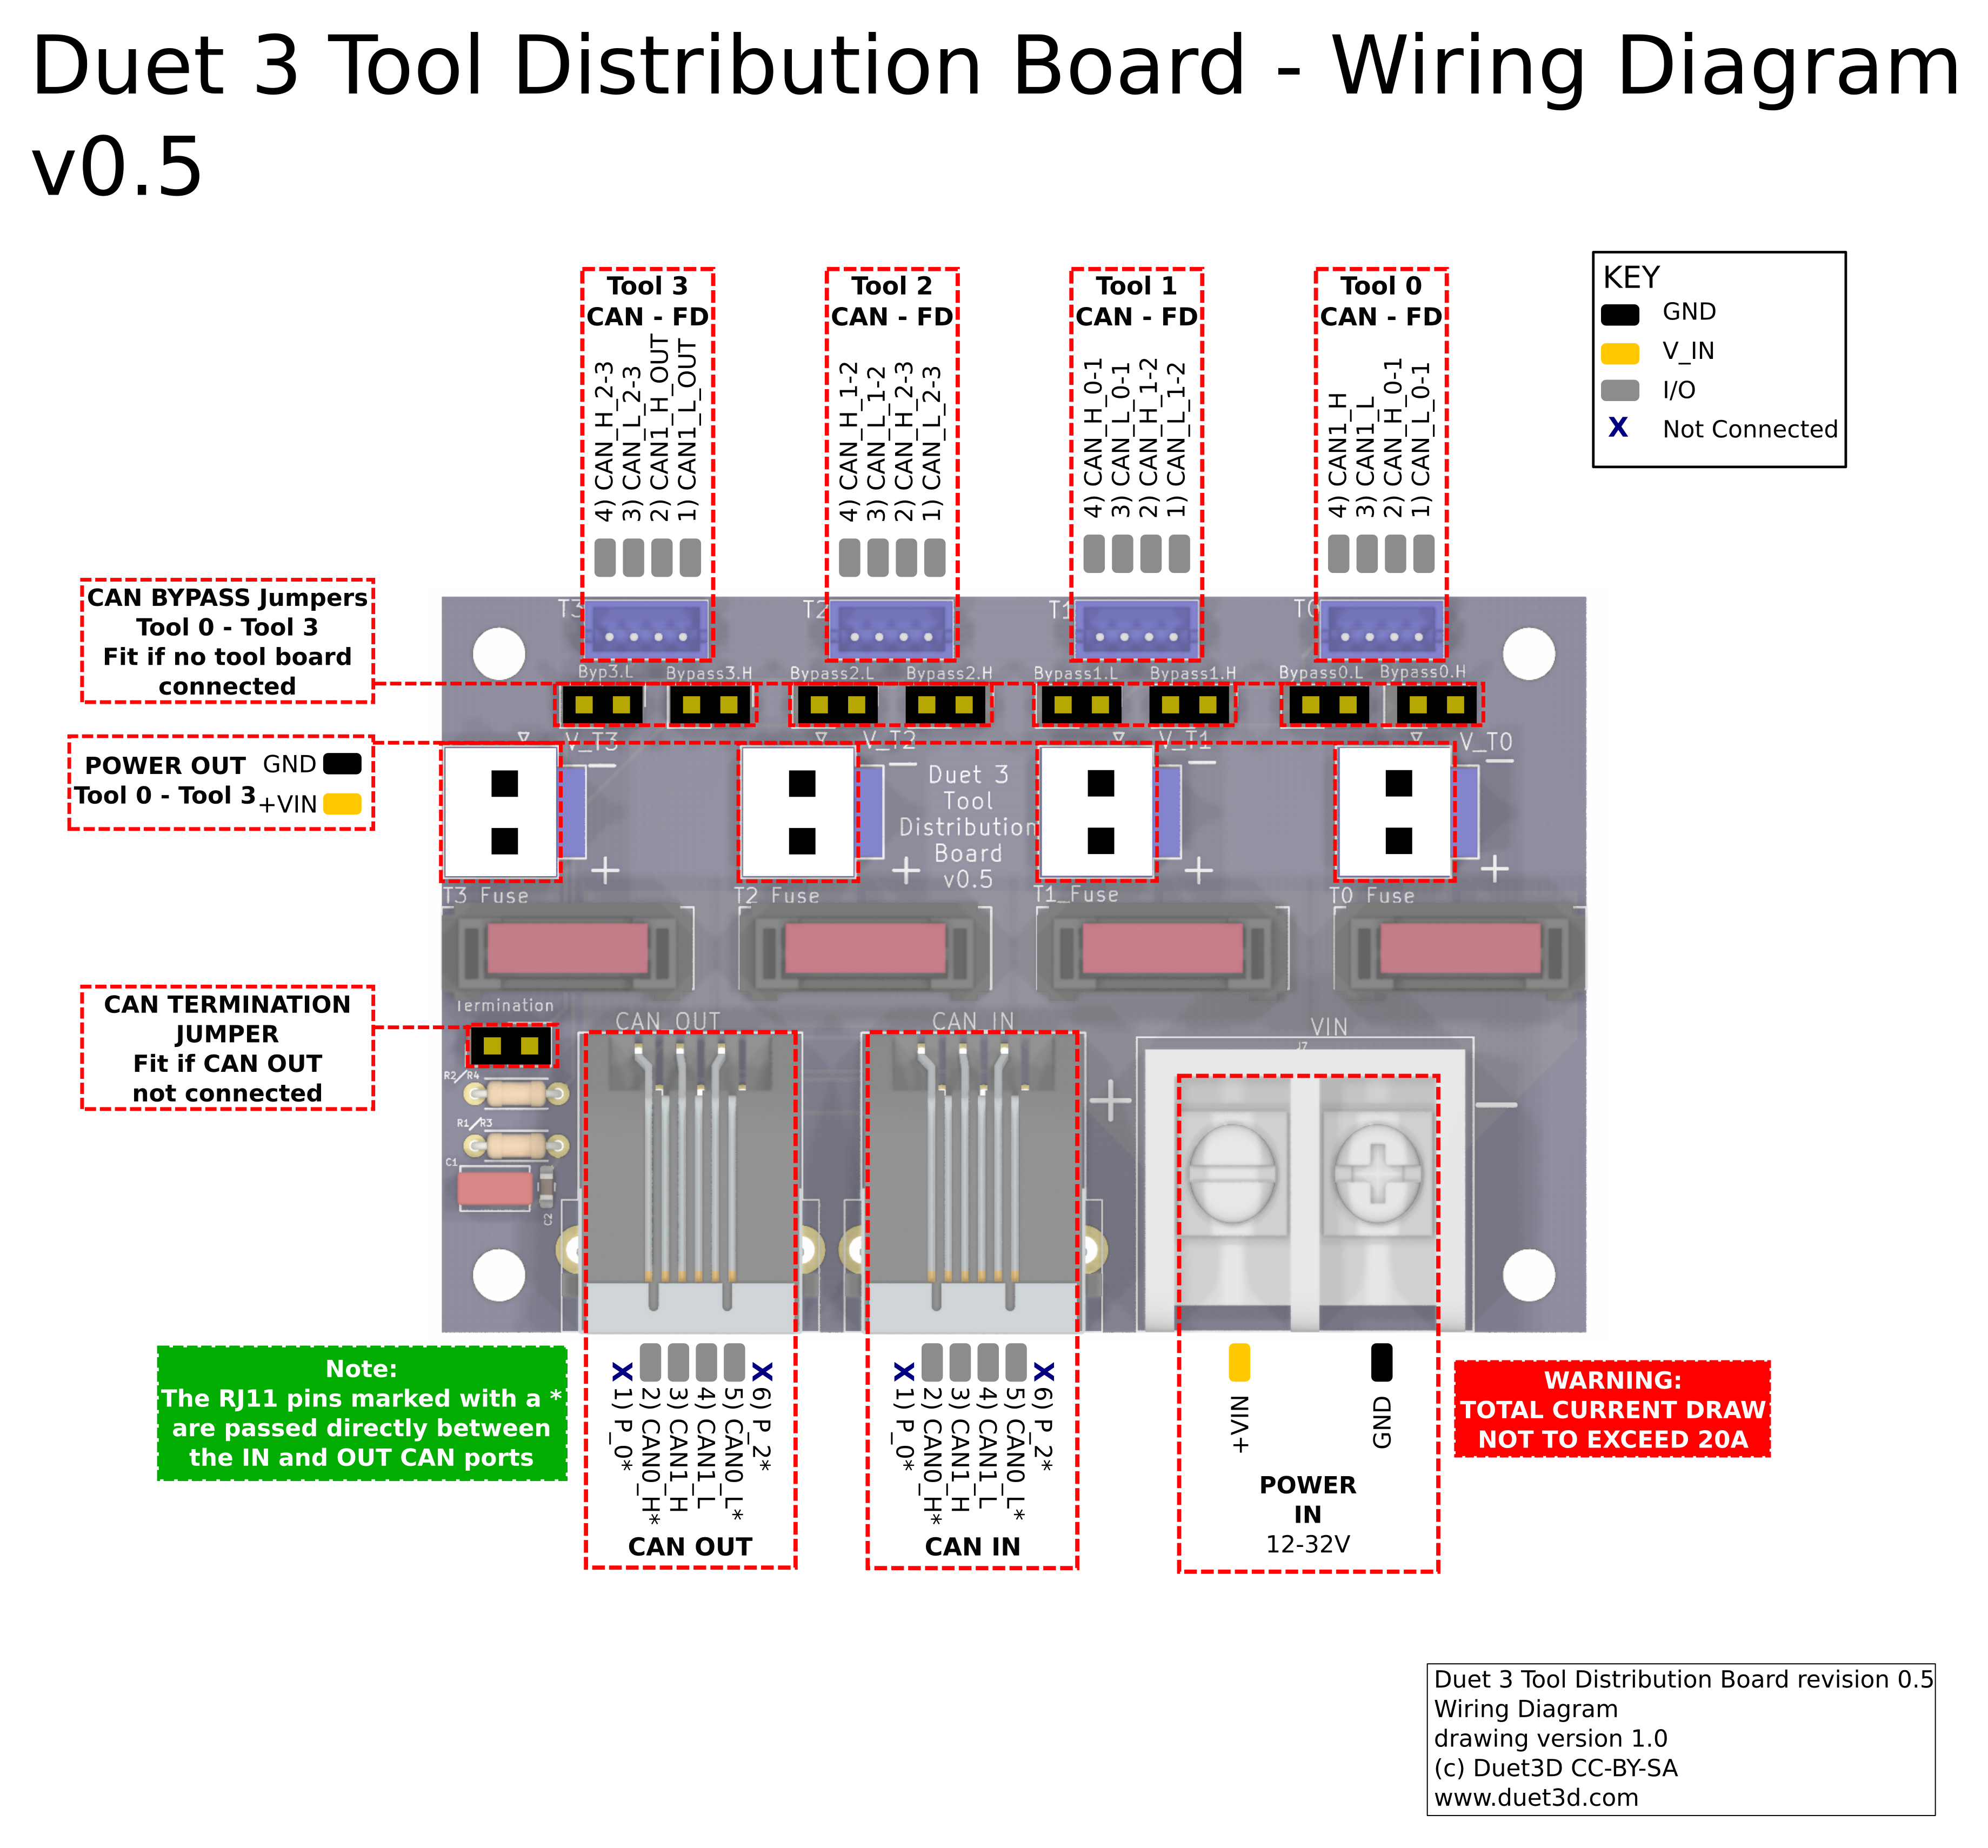 Duet 3 Tool Distribution Board - Wiring Diagram
v0.5
KEY
GND
V_IN
I/O
X Not Connected
Tool 3
CAN - FD
4) CAN_H_2-3
3) CAN_L_2-3
2) CAN1_H_OUT
1) CAN1_L_OUT
Tool 2
CAN - FD
4) CAN_H_1-2
3) CAN_L_1-2
2) CAN_H_2-3
1) CAN_L_2-3
Tool 1
CAN - FD
4) CAN_H_0-1
3) CAN_L_0-1
2) CAN_H_1-2
1) CAN_L_1-2
Tool 0
CAN - FD
4) CAN1_H
3) CAN1_L
2) CAN_H_0-1
1) CAN_L_0-1
CAN BYPASS Jumpers
Tool 0 - Tool 3
Fit if no tool board
connected
T3
T2
T1
T0
Byp3.L
Bypass3.H
Bypass2.L
Bypass2.H
Bypass1.L
Bypass1.H
Bypass0.L
Bypass0.H
POWER OUT
Tool 0 - Tool 3
GND
+VIN
V_T3
V_T2
V_T1
V_T0
Duet 3
Tool
Distribution
Board
v0.5
T3 Fuse
T2 Fuse
T1_Fuse
T0 Fuse
CAN TERMINATION
JUMPER
Fit if CAN OUT
not connected
Termination
R2/R4
R1/R3
C1
C2
CAN OUT
CAN IN
VIN
J7
Note:
The RJ11 pins marked with a *
are passed directly between
the IN and OUT CAN ports
X 1) P_0*
2) CAN0_H*
3) CAN1_H
4) CAN1_L
5) CAN0_L*
X 6) P_2*
CAN OUT
X 1) P_0*
2) CAN0_H*
3) CAN1_H
4) CAN1_L
5) CAN0_L*
X 6) P_2*
CAN IN
+VIN
GND
POWER
IN
12-32V
WARNING:
TOTAL CURRENT DRAW
NOT TO EXCEED 20A
Duet 3 Tool Distribution Board revision 0.5
Wiring Diagram
drawing version 1.0
(c) Duet3D CC-BY-SA
www.duet3d.com